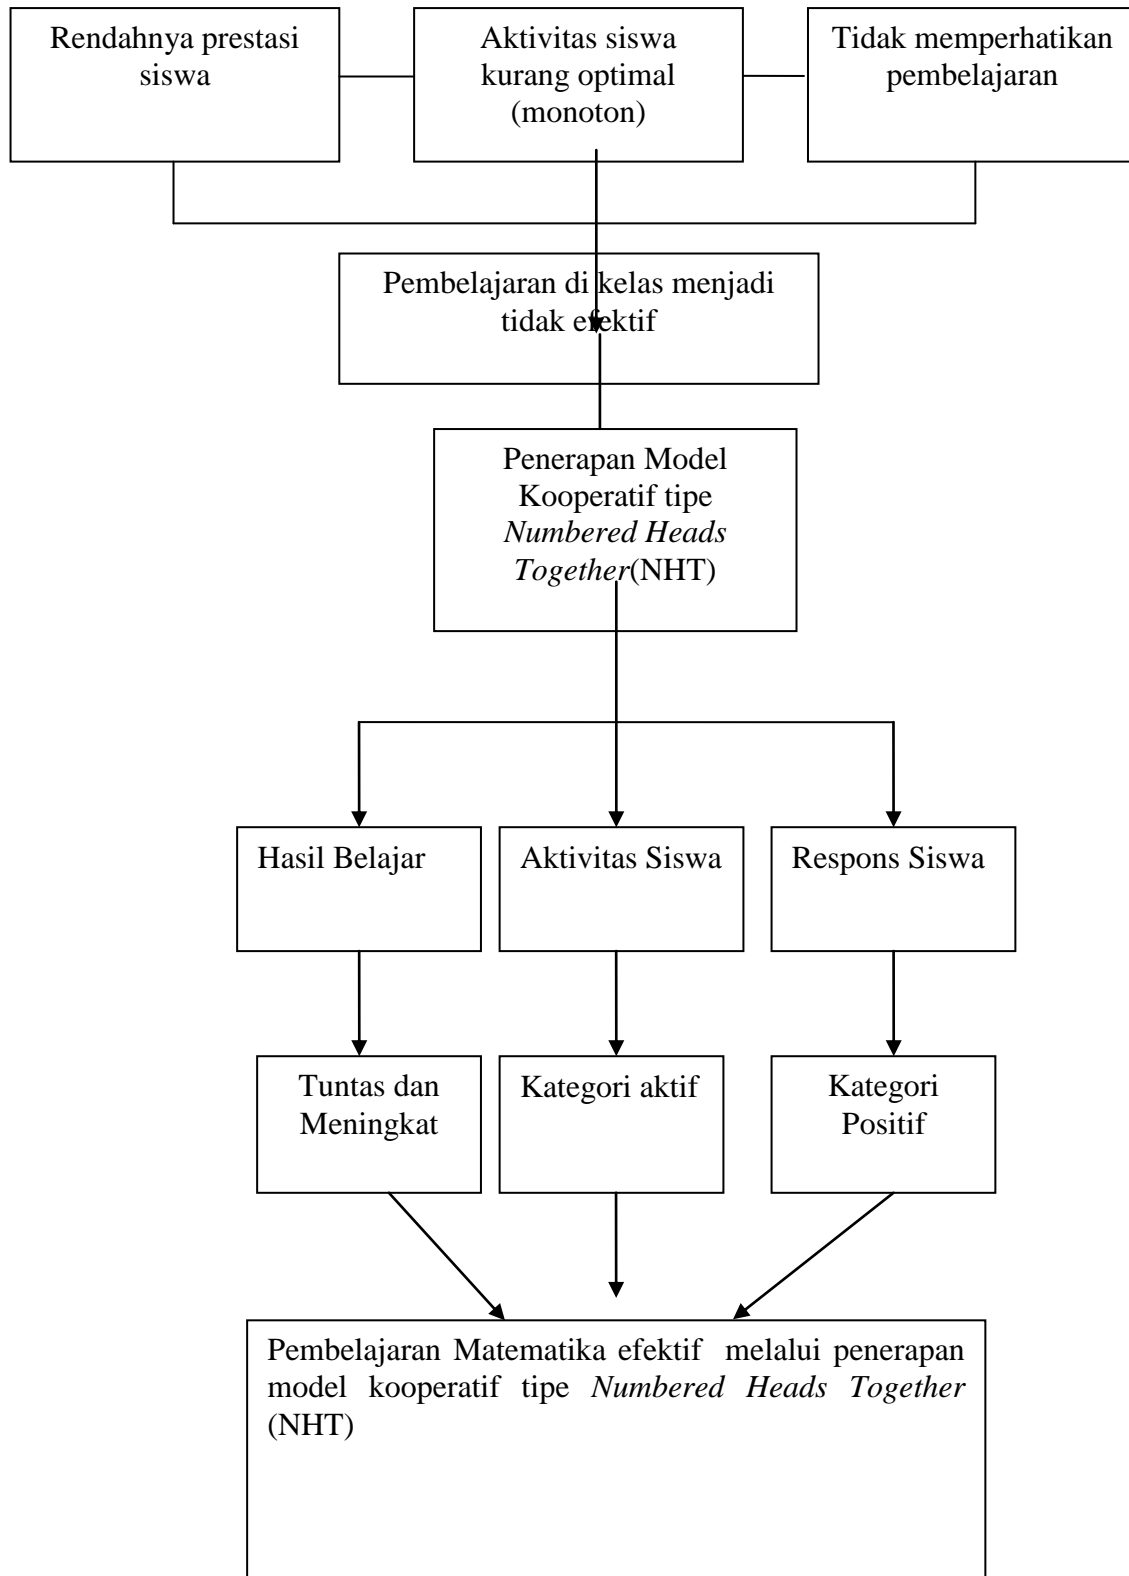 Rendahnya prestasi
siswa
Aktivitas siswa
kurang optimal
(monoton)
Tidak memperhatikan
pembelajaran
Pembelajaran di kelas menjadi
tidak efektif
Penerapan Model
Kooperatif tipe
Numbered Heads
Together(NHT)
Hasil Belajar
Aktivitas Siswa
Respons Siswa
Tuntas dan
Meningkat
Kategori aktif
Kategori
Positif
Pembelajaran Matematika efektif melalui penerapan
model kooperatif tipe Numbered Heads Together
(NHT)